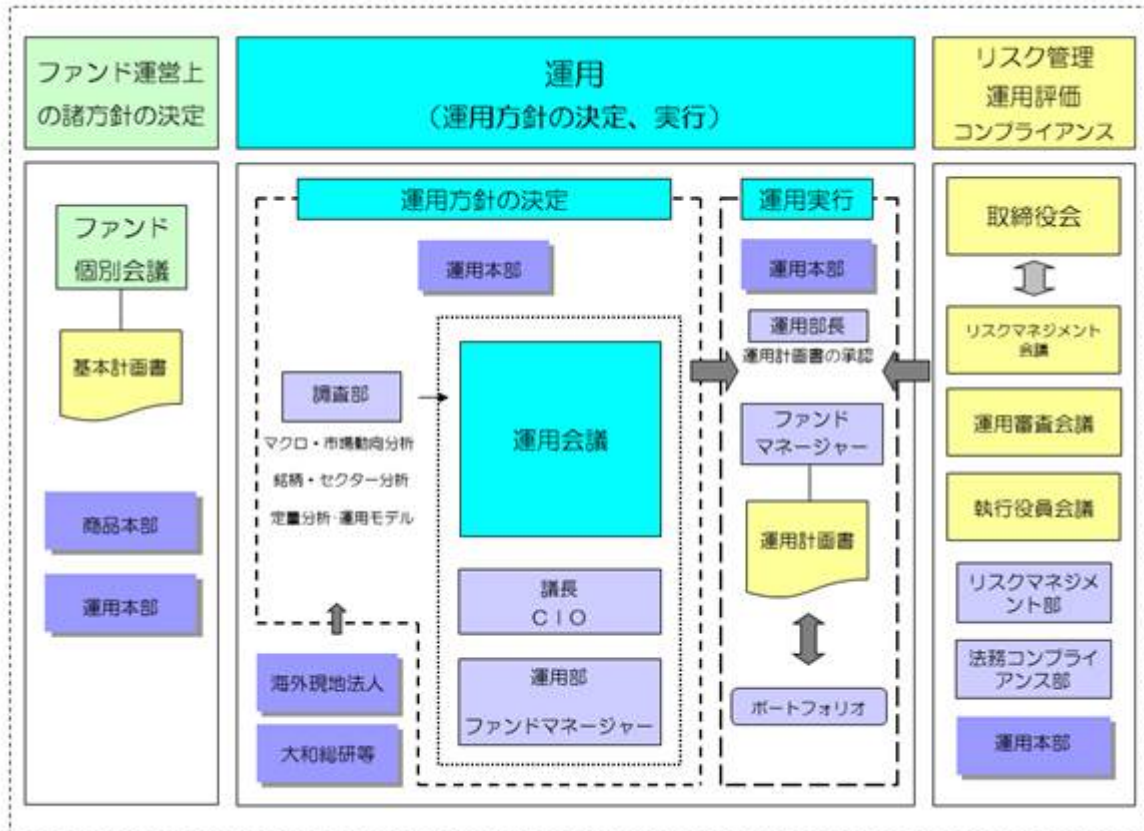 ファンド運営上
の諸方針の決定
運用
（運用方針の決定、実行）
リスク管理
運用評価
コンプライアンス
ファンド
個別会議
基本計画書
商品本部
運用本部
運用方針の決定
運用本部
調査部
マクロ・市場動向分析
銘柄・セクター分析
定量分析・運用モデル
運用会議
議長
CIO
運用部
ファンドマネージャー
海外現地法人
大和総研等
運用実行
運用本部
運用部長
運用計画書の承認
ファンド
マネージャー
運用計画書
ポートフォリオ
取締役会
リスクマネジメント
会議
運用審査会議
執行役員会議
リスクマネジメ
ント部
法務コンプライ
アンス部
運用本部